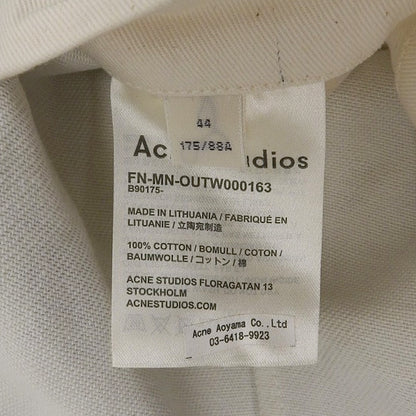 44
175/88A
Acne Studios
FN-MN-OUTW000163
B90175-
MADE IN LITHUANIA / FABRIQUÉ EN
LITUANIE / 立陶宛制造
100% COTTON / BOMULL / COTON /
BAUMWOLLE / コットン / 棉
ACNE STUDIOS FLORAGATAN 13
STOCKHOLM
ACNESTUDIOS.COM
Acne Aoyama Co.,Ltd
03-6418-9923